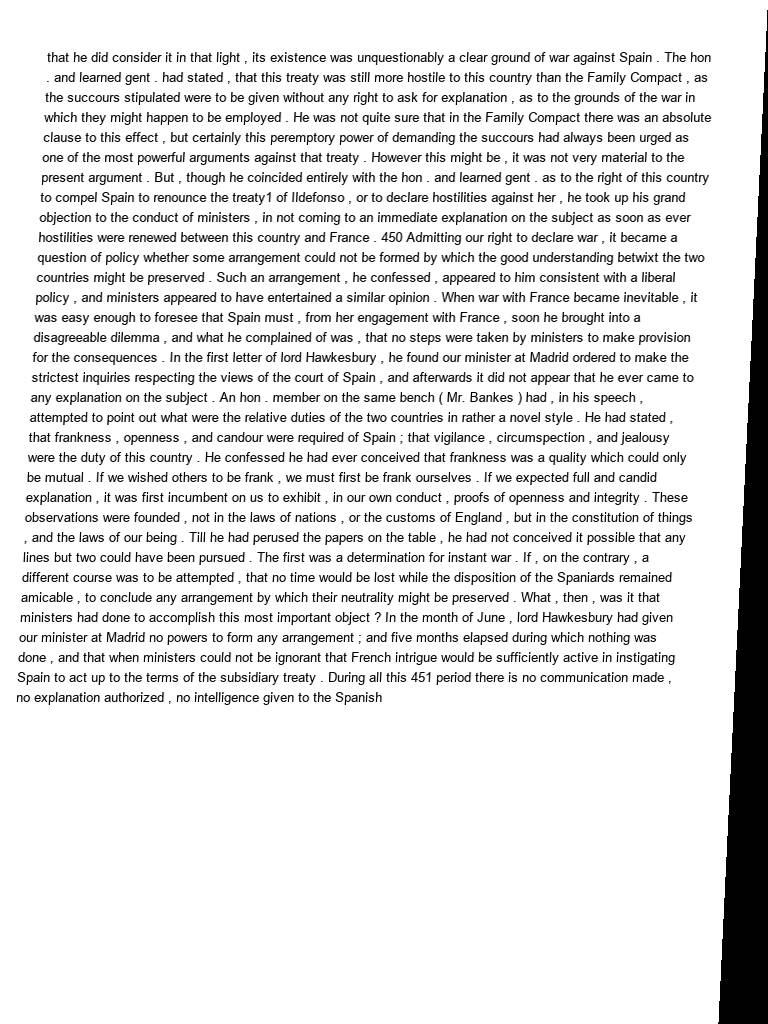 that he did consider it in that light , its existence was unquestionably a clear ground of war against Spain . The hon
. and learned gent . had stated , that this treaty was still more hostile to this country than the Family Compact , as
the succours stipulated were to be given without any right to ask for explanation , as to the grounds of the war in
which they might happen to be employed . He was not quite sure that in the Family Compact there was an absolute
clause to this effect , but certainly this peremptory power of demanding the succours had always been urged as
one of the most powerful arguments against that treaty . However this might be , it was not very material to the
present argument . But , though he coincided entirely with the hon . and learned gent . as to the right of this country
to compel Spain to renounce the treaty1 of Ildefonso , or to declare hostilities against her , he took up his grand
objection to the conduct of ministers , in not coming to an immediate explanation on the subject as soon as ever
hostilities were renewed between this country and France . 450 Admitting our right to declare war , it became a
question of policy whether some arrangement could not be formed by which the good understanding betwixt the two
countries might be preserved . Such an arrangement , he confessed , appeared to him consistent with a liberal
policy , and ministers appeared to have entertained a similar opinion . When war with France became inevitable , it
was easy enough to foresee that Spain must , from her engagement with France , soon he brought into a
disagreeable dilemma , and what he complained of was , that no steps were taken by ministers to make provision
for the consequences . In the first letter of lord Hawkesbury , he found our minister at Madrid ordered to make the
strictest inquiries respecting the views of the court of Spain , and afterwards it did not appear that he ever came to
any explanation on the subject . An hon . member on the same bench ( Mr. Bankes ) had , in his speech ,
attempted to point out what were the relative duties of the two countries in rather a novel style . He had stated ,
that frankness , openness , and candour were required of Spain ; that vigilance , circumspection , and jealousy
were the duty of this country . He confessed he had ever conceived that frankness was a quality which could only
be mutual . If we wished others to be frank , we must first be frank ourselves . If we expected full and candid
explanation , it was first incumbent on us to exhibit , in our own conduct , proofs of openness and integrity . These
observations were founded , not in the laws of nations , or the customs of England , but in the constitution of things
, and the laws of our being . Till he had perused the papers on the table , he had not conceived it possible that any
lines but two could have been pursued . The first was a determination for instant war . If , on the contrary , a
different course was to be attempted , that no time would be lost while the disposition of the Spaniards remained
amicable , to conclude any arrangement by which their neutrality might be preserved . What , then , was it that
ministers had done to accomplish this most important object ? In the month of June , lord Hawkesbury had given
our minister at Madrid no powers to form any arrangement ; and five months elapsed during which nothing was
done , and that when ministers could not be ignorant that French intrigue would be sufficiently active in instigating
Spain to act up to the terms of the subsidiary treaty . During all this 451 period there is no communication made ,
no explanation authorized , no intelligence given to the Spanish